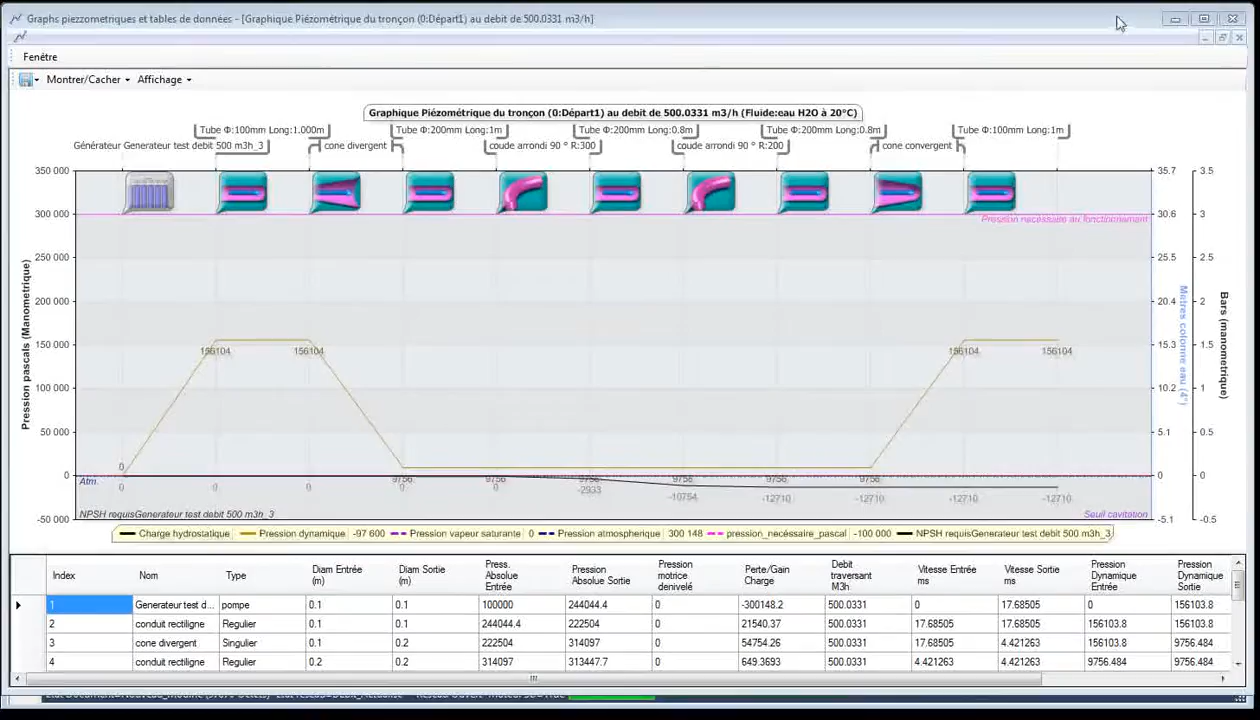 Graphs piezzometriques et tables de données - [Graphique Piézométrique du tronçon (0:Départ1) au debit de 500.0331 m3/h]
Fenêtre
Montrer/Cacher Affichage
Graphique Piézométrique du tronçon (0:Départ1) au debit de 500.0331 m3/h (Fluide:eau H2O à 20°C)
Tube Φ:100mm Long:1.000m Tube Φ:200mm Long:1m Tube Φ:200mm Long:0.8m Tube Φ:200mm Long:0.8m Tube Φ:100mm Long:1m
Générateur Generateur test debit 500 m3h_3 cone divergent coude arrondi 90 ° R:300 coude arrondi 90 ° R:200 cone convergent
350 000 35.7 3.5
300 000 30.6 3
Pression necessaire au fonctionnement
250 000 25.5 2.5
200 000 20.4 2
150 000 15.3 1.5
156104 156104 156104 156104
100 000 10.2 1
50 000 5.1 0.5
0 0 0
0
9756 9756 9756 9756 9756 9756
Atm.
0 0 0 0 0 -2933 -10754 -12710 -12710 -12710 -12710
NPSH requisGenerateur test debit 500 m3h_3 Seuil cavitation
-50 000 -5.1 -0.5
Pression pascals (Manometrique)
Metres colonne eau (4°)
Bars (manometrique)
Charge hydrostatique Pression dynamique -97 600 Pression vapeur saturante 0 Pression atmospherique 300 148 pression_necéssaire_pascal -100 000 NPSH requisGenerateur test debit 500 m3h_3
Index Nom Type Diam Entrée (m) Diam Sortie (m) Press. Absolue Entrée Pression Absolue Sortie Pression motrice denivelé Perte/Gain Charge Debit traversant M3h Vitesse Entrée ms Vitesse Sortie ms Pression Dynamique Entrée Pression Dynamique Sortie
1 Generateur test d... pompe 0.1 0.1 100000 244044.4 0 -300148.2 500.0331 0 17.68505 0 156103.8
2 conduit rectiligne Regulier 0.1 0.1 244044.4 222504 0 21540.37 500.0331 17.68505 17.68505 156103.8 156103.8
3 cone divergent Singulier 0.1 0.2 222504 314097 0 54754.26 500.0331 17.68505 4.421263 156103.8 9756.484
4 conduit rectiligne Regulier 0.2 0.2 314097 313447.7 0 649.3693 500.0331 4.421263 4.421263 9756.484 9756.484